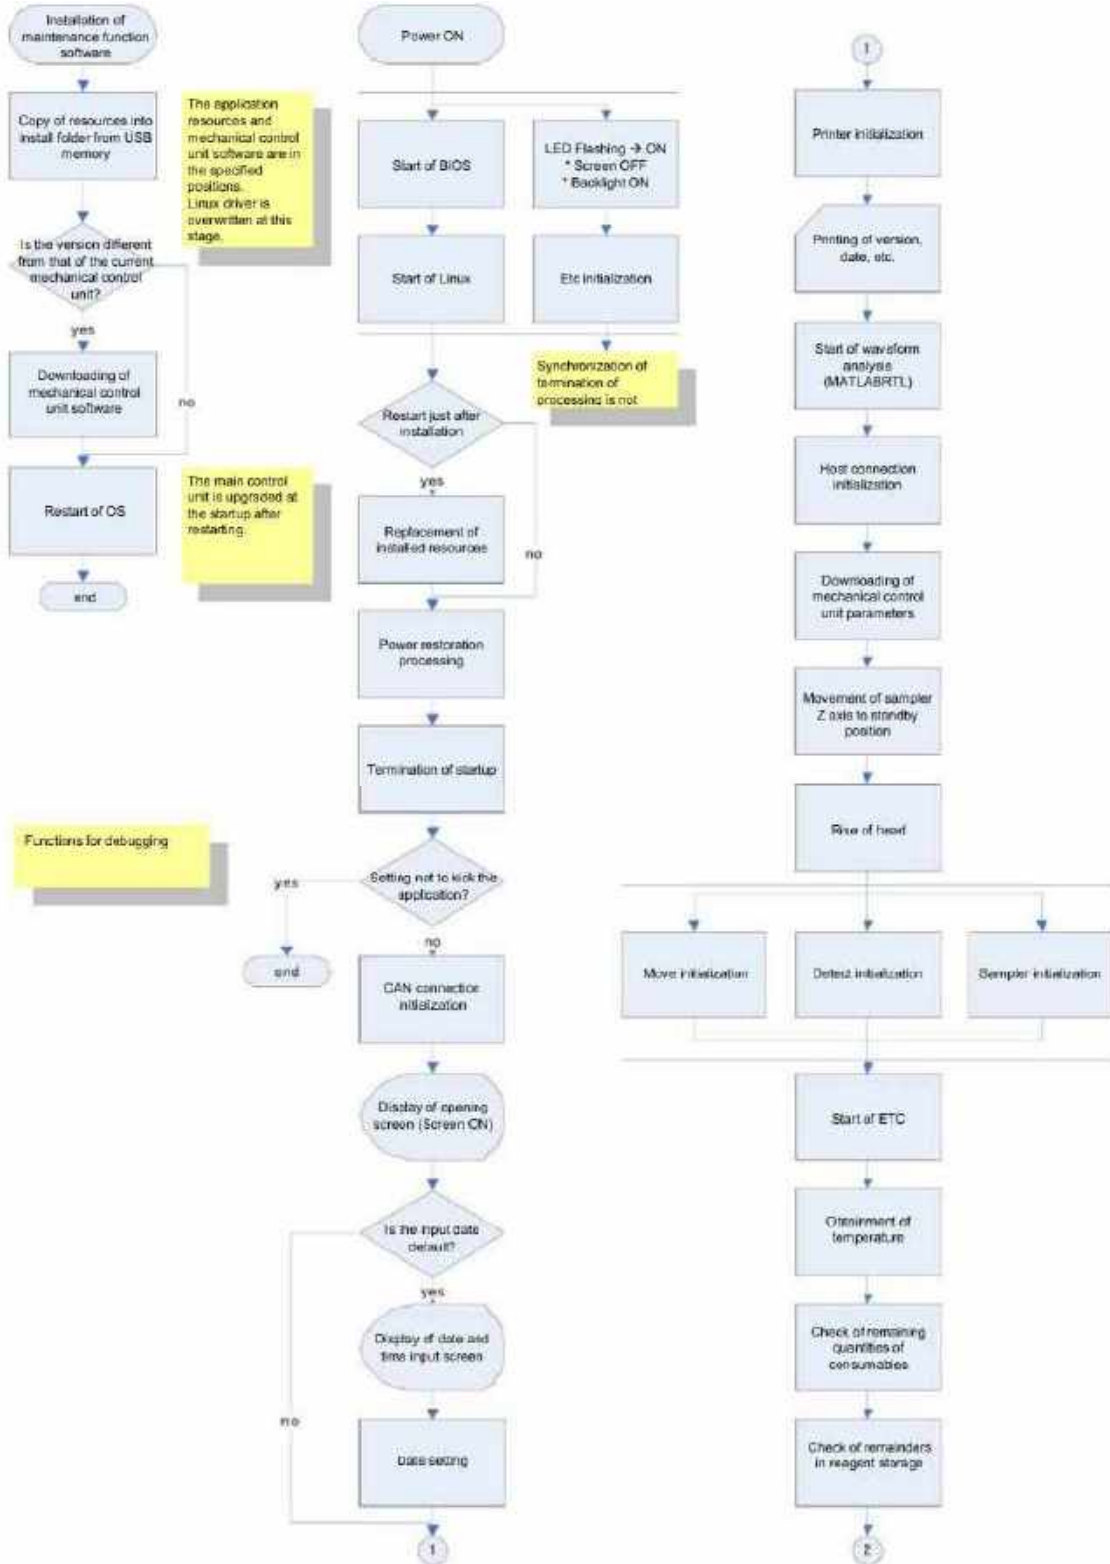 Installation of
maintenance function
software
Copy of resources into
install folder from USB
memory
The application
resources and
mechanical control
unit software are in
the specified
positions.
Linux driver is
overwritten at this
stage.
Is the version different
from that of the current
mechanical control
unit?
yes
no
Downloading of
mechanical control
unit software
Restart of OS
The main control
unit is upgraded at
the startup after
restarting.
end
Functions for debugging
Power ON
Start of BIOS
LED Flashing → ON
* Screen OFF
* Backlight ON
Start of Linux
Etc initialization
Synchronization of
termination of
processing is not
Restart just after
installation
yes
no
Replacement of
installed resources
Power restoration
processing
Termination of startup
Setting not to kick the
application?
yes
end
no
CAN connection
initialization
Display of opening
screen (Screen ON)
Is the input date
default?
yes
no
Display of date and
time input screen
Date setting
1
1
Printer initialization
Printing of version,
date, etc.
Start of waveform
analysis
(MATLABRTL)
Host connection
initialization
Downloading of
mechanical control
unit parameters
Movement of sampler
Z axis to standby
position
Rise of head
Move initialization
Detect initialization
Sampler initialization
Start of ETC
Obtainment of
temperature
Check of remaining
quantities of
consumables
Check of remainders
in reagent storage
2